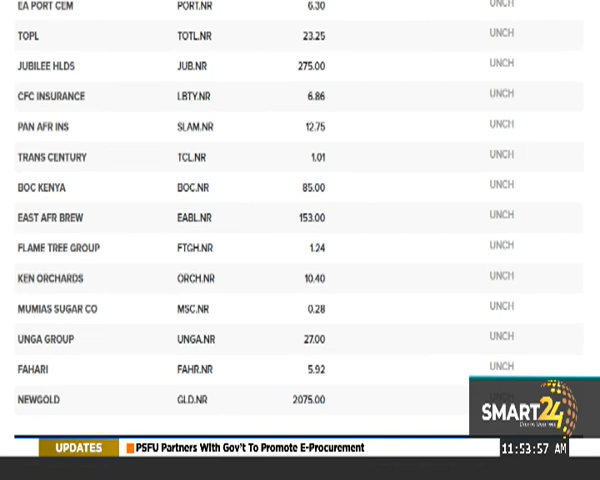 EA PORT CEM PORT.NR 6.30 UNCH
TOPL TOTL.NR 23.25 UNCH
JUBILEE HLDS JUB.NR 275.00 UNCH
CFC INSURANCE LBTY.NR 6.86 UNCH
PAN AFR INS SLAM.NR 12.75 UNCH
TRANS CENTURY TCL.NR 1.01 UNCH
BOC KENYA BOC.NR 85.00 UNCH
EAST AFR BREW EABL.NR 153.00 UNCH
FLAME TREE GROUP FTGH.NR 1.24 UNCH
KEN ORCHARDS ORCH.NR 10.40 UNCH
MUMIAS SUGAR CO MSC.NR 0.28 UNCH
UNGA GROUP UNGA.NR 27.00 UNCH
FAHARI FAHR.NR 5.92 UNCH
NEWGOLD GLD.NR 2075.00
SMART24
UPDATES PSFU Partners With Gov't To Promote E-Procurement 11:53:57 AM